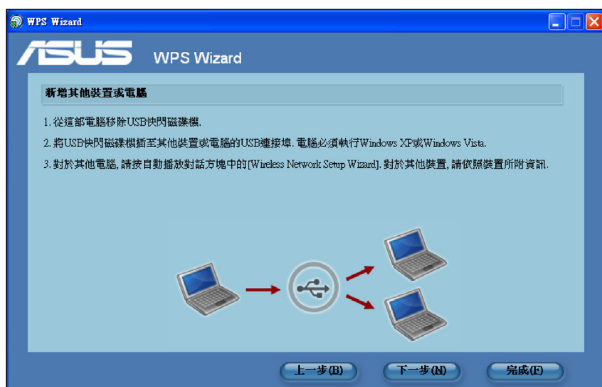 WPS Wizard
ASUS WPS Wizard
新增其他裝置或電腦
1. 從這部電腦移除USB快閃磁碟機.
2. 將USB快閃磁碟機插至其他裝置或電腦的USB連接埠. 電腦必須執行Windows XP或Windows Vista.
3. 對於其他電腦, 請按自動播放對話方塊中的[Wireless Network Setup Wizard]. 對於其他裝置, 請依照裝置所附資訊.
上一步(B) 下一步(N) 完成(F)